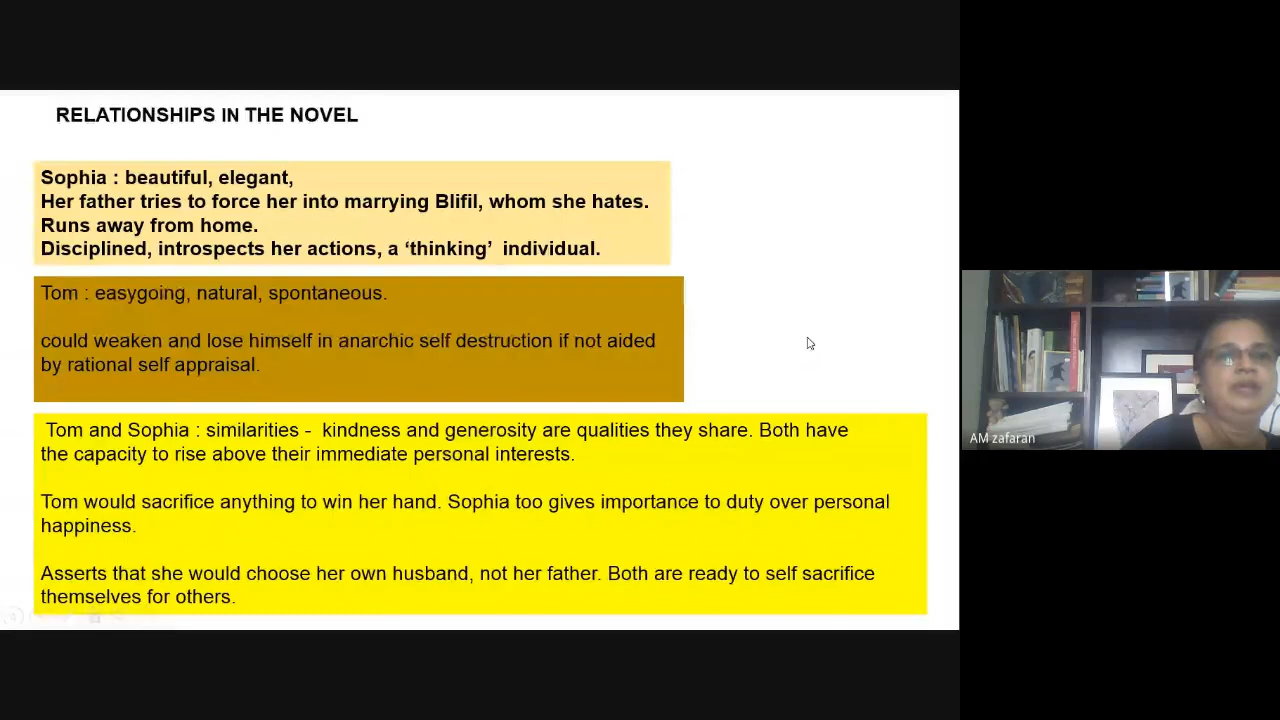 RELATIONSHIPS IN THE NOVEL
Sophia : beautiful, elegant,
Her father tries to force her into marrying Blifil, whom she hates.
Runs away from home.
Disciplined, introspects her actions, a ‘thinking’ individual.
Tom : easygoing, natural, spontaneous.
could weaken and lose himself in anarchic self destruction if not aided
by rational self appraisal.
Tom and Sophia : similarities - kindness and generosity are qualities they share. Both have
the capacity to rise above their immediate personal interests.
Tom would sacrifice anything to win her hand. Sophia too gives importance to duty over personal
happiness.
Asserts that she would choose her own husband, not her father. Both are ready to self sacrifice
themselves for others.
AM zafaran